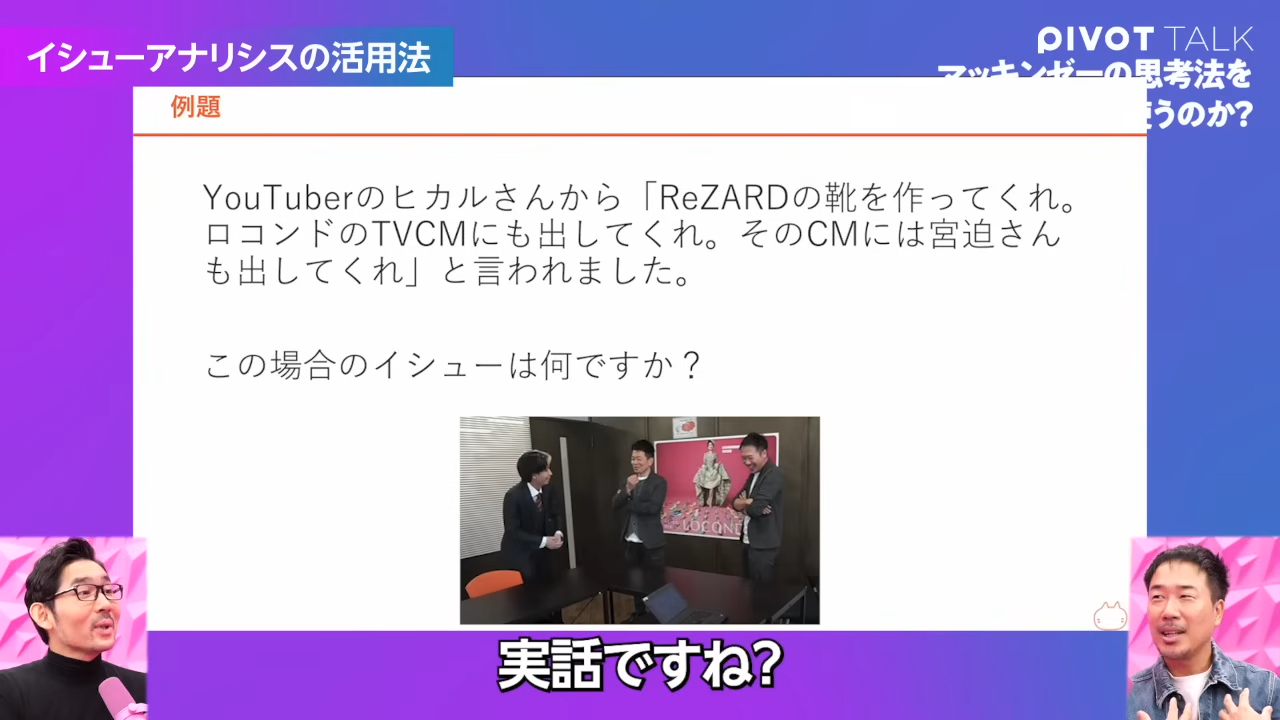 イシューアナリシスの活用法
PIVOT TALK
マッキンゼーの思考法を
使うのか?
例題
YouTuberのヒカルさんから「ReZARDの靴を作ってくれ。
ロコンドのTVCMにも出してくれ。そのCMには宮迫さん
も出してくれ」と言われました。
この場合のイシューは何ですか？
LOCOND
実話ですね?